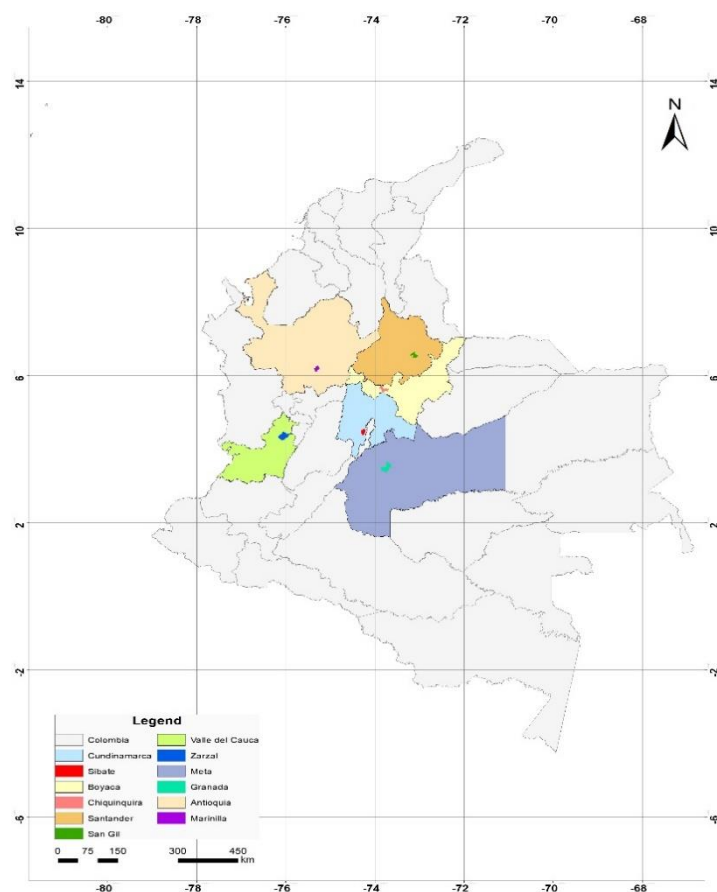 -80 -78 -76 -74 -72 -70 -68
14 14
N
10 10
6 6
2 2
-2 -2
-6 -6
Legend
Colombia Valle del Cauca
Cundinamarca Zarzal
Sibate Meta
Boyaca Granada
Chiquinquira Antioquia
Santander Marinilla
San Gil
0 75 150 300 450
km
-80 -78 -76 -74 -72 -70 -68